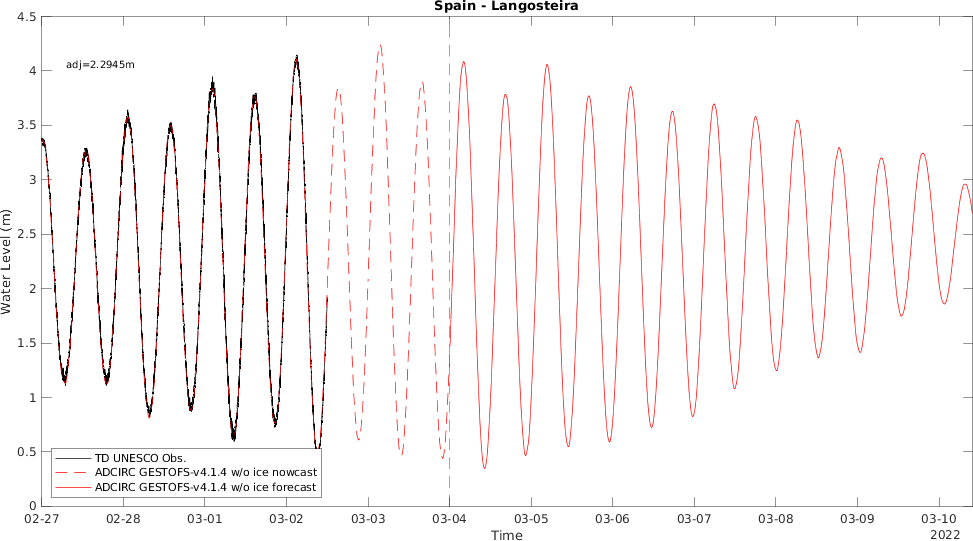 Spain - Langosteira
adj=2.2945m
Water Level (m)
4.5
4
3.5
3
2.5
2
1.5
1
0.5
0
TD UNESCO Obs.
ADCIRC GESTOFS-v4.1.4 w/o ice nowcast
ADCIRC GESTOFS-v4.1.4 w/o ice forecast
02-27 02-28 03-01 03-02 03-03 03-04 03-05 03-06 03-07 03-08 03-09 03-10
Time
2022